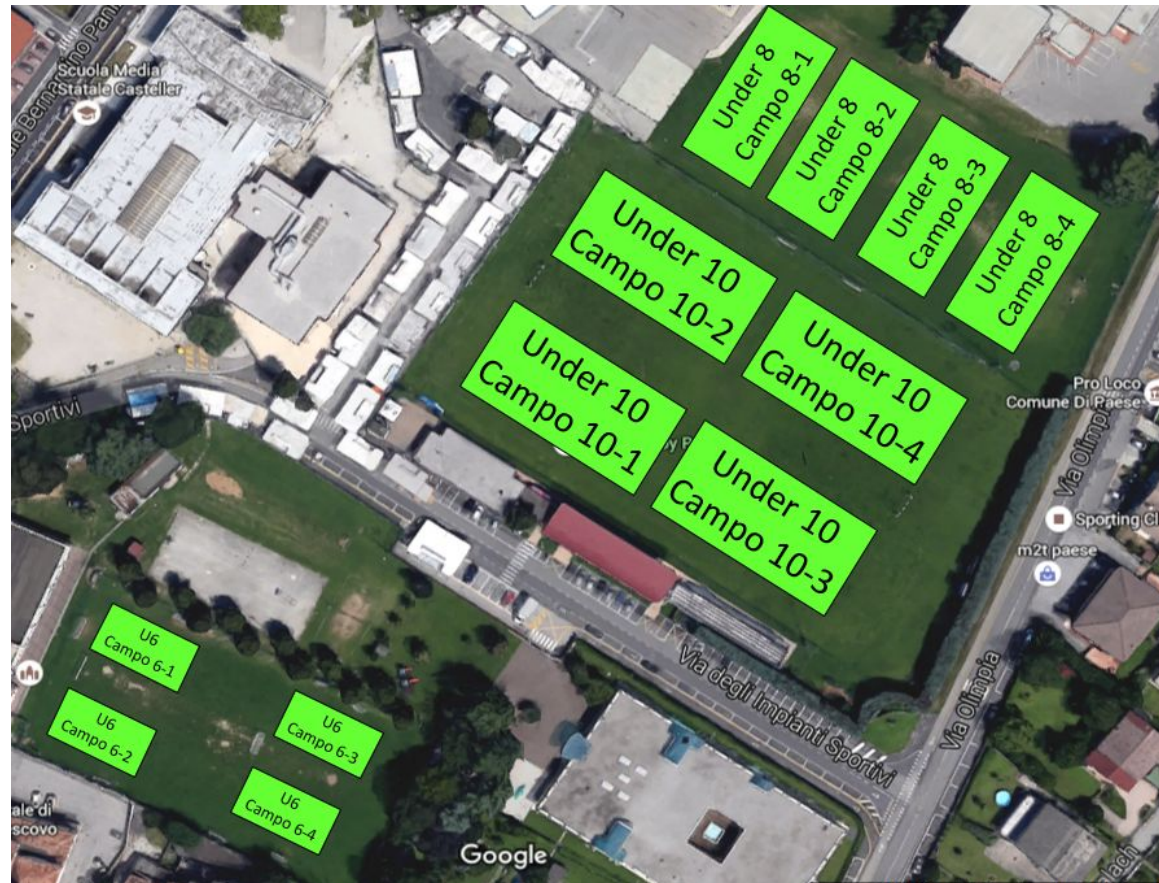 Scuola Media
Statale Casteller
Under 8
Campo 8-1
Under 8
Campo 8-2
Under 8
Campo 8-3
Under 8
Campo 8-4
Under 10
Campo 10-2
Under 10
Campo 10-1
Under 10
Campo 10-4
Under 10
Campo 10-3
Sportivi
Pro Loco
Comune Di Paese
Via Olimpia
Sporting Cl
m2t paese
U6
Campo 6-1
U6
Campo 6-2
U6
Campo 6-3
U6
Campo 6-4
Via degli Impianti Sportivi
Via Olimpia
ale di
scovo
Google